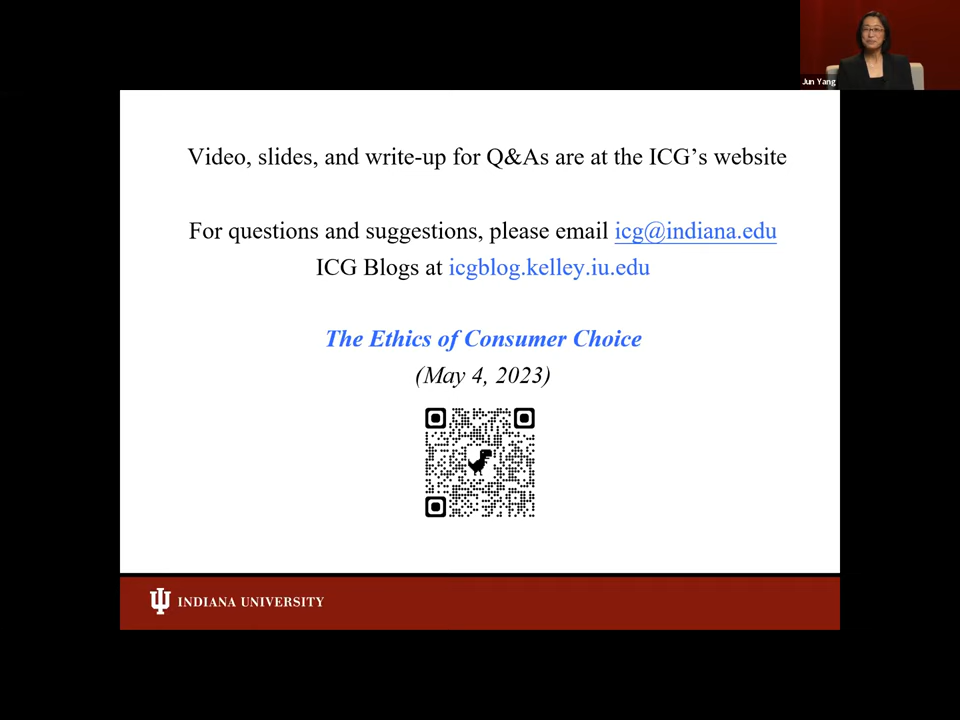 Jun Yang
Video, slides, and write-up for Q&As are at the ICG’s website
For questions and suggestions, please email icg@indiana.edu
ICG Blogs at icgblog.kelley.iu.edu
The Ethics of Consumer Choice
(May 4, 2023)
INDIANA UNIVERSITY